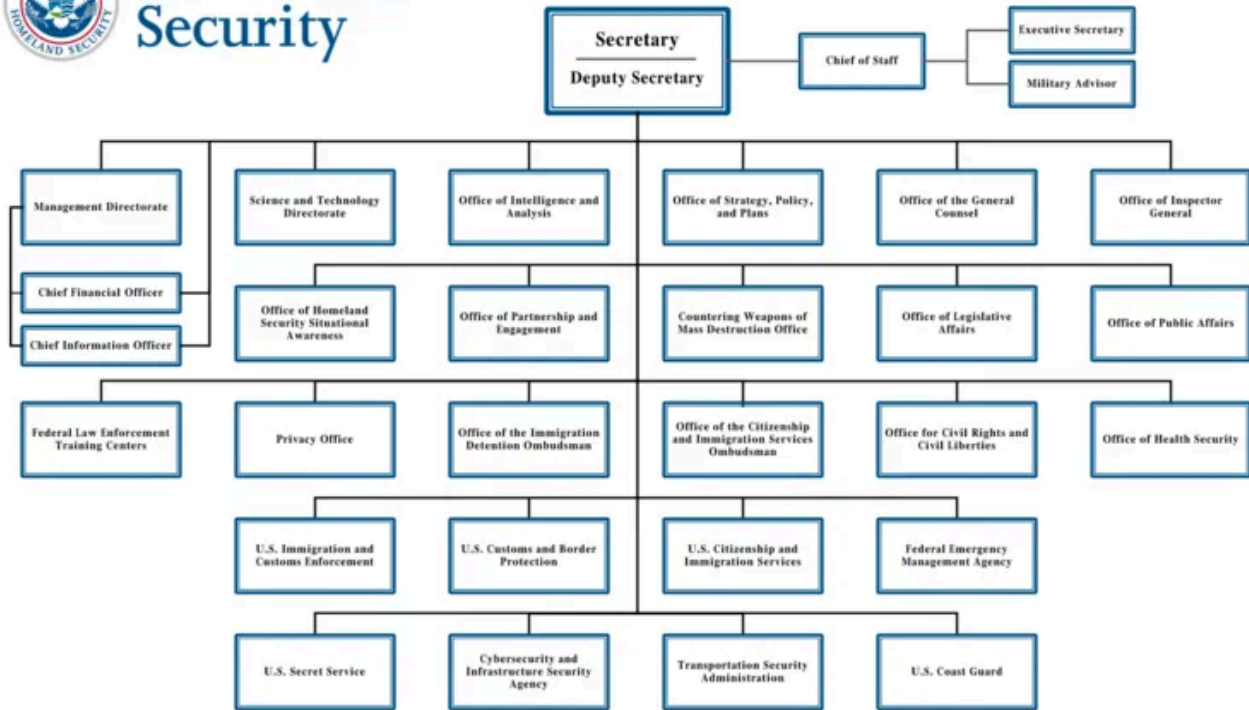 HOMELAND SECURITY
Security
Secretary
Deputy Secretary
Chief of Staff
Executive Secretary
Military Advisor
Management Directorate
Science and Technology
Directorate
Office of Intelligence and
Analysis
Office of Strategy, Policy,
and Plans
Office of the General
Counsel
Office of Inspector
General
Chief Financial Officer
Chief Information Officer
Office of Homeland
Security Situational
Awareness
Office of Partnership and
Engagement
Countering Weapons of
Mass Destruction Office
Office of Legislative
Affairs
Office of Public Affairs
Federal Law Enforcement
Training Centers
Privacy Office
Office of the Immigration
Detention Ombudsman
Office of the Citizenship
and Immigration Services
Ombudsman
Office for Civil Rights and
Civil Liberties
Office of Health Security
U.S. Immigration and
Customs Enforcement
U.S. Customs and Border
Protection
U.S. Citizenship and
Immigration Services
Federal Emergency
Management Agency
U.S. Secret Service
Cybersecurity and
Infrastructure Security
Agency
Transportation Security
Administration
U.S. Coast Guard